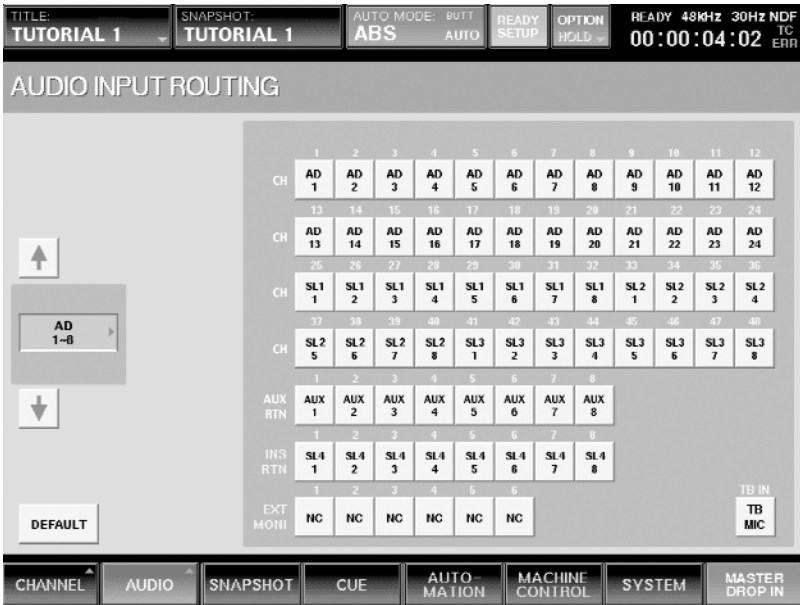 TITLE: SNAPSHOT: AUTO MODE: BUTT READY OPTION READY 48kHz 30Hz NDF
TUTORIAL 1 TUTORIAL 1 ABS AUTO SETUP HOLD 00:00:04:02 TC ERR
AUDIO INPUT ROUTING
1 2 3 4 5 6 7 8 9 10 11 12
CH AD 1 AD 2 AD 3 AD 4 AD 5 AD 6 AD 7 AD 8 AD 9 AD 10 AD 11 AD 12
13 14 15 16 17 18 19 20 21 22 23 24
CH AD 13 AD 14 AD 15 AD 16 AD 17 AD 18 AD 19 AD 20 AD 21 AD 22 AD 23 AD 24
25 26 27 28 29 30 31 32 33 34 35 36
CH SL1 1 SL1 2 SL1 3 SL1 4 SL1 5 SL1 6 SL1 7 SL1 8 SL2 1 SL2 2 SL2 3 SL2 4
37 38 39 40 41 42 43 44 45 46 47 48
CH SL2 5 SL2 6 SL2 7 SL2 8 SL3 1 SL3 2 SL3 3 SL3 4 SL3 5 SL3 6 SL3 7 SL3 8
AD
1~8
1 2 3 4 5 6 7 8
AUX RTN AUX 1 AUX 2 AUX 3 AUX 4 AUX 5 AUX 6 AUX 7 AUX 8
1 2 3 4 5 6 7 8
INS RTN SL4 1 SL4 2 SL4 3 SL4 4 SL4 5 SL4 6 SL4 7 SL4 8
1 2 3 4 5 6 TB IN
EXT MONI NC NC NC NC NC NC TB MIC
DEFAULT
CHANNEL AUDIO SNAPSHOT CUE AUTO-MATION MACHINE CONTROL SYSTEM MASTER DROP IN